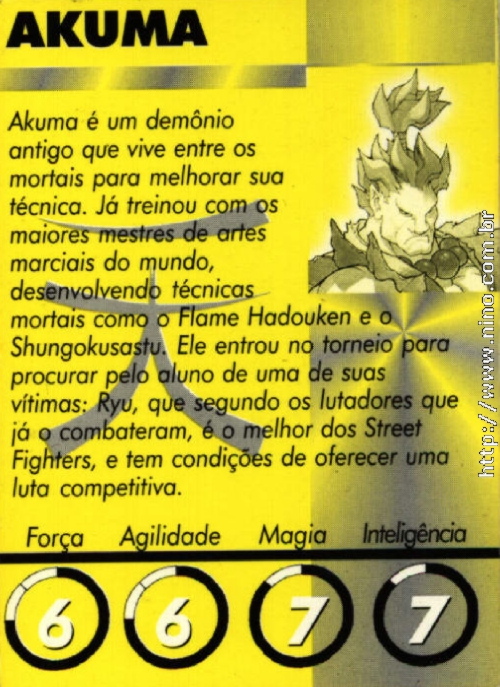 AKUMA
Akuma é um demônio
antigo que vive entre os
mortais para melhorar sua
técnica. Já treinou com os
maiores mestres de artes
marciais do mundo,
desenvolvendo técnicas
mortais como o Flame Hadouken e o
Shungokusastu. Ele entrou no torneio para
procurar pelo aluno de uma de suas
vítimas: Ryu, que segundo os lutadores que
já o combateram, é o melhor dos Street
Fighters, e tem condições de oferecer uma
luta competitiva.
天
Força Agilidade Magia Inteligência
6 6 7 7
http://www.nino.com.br